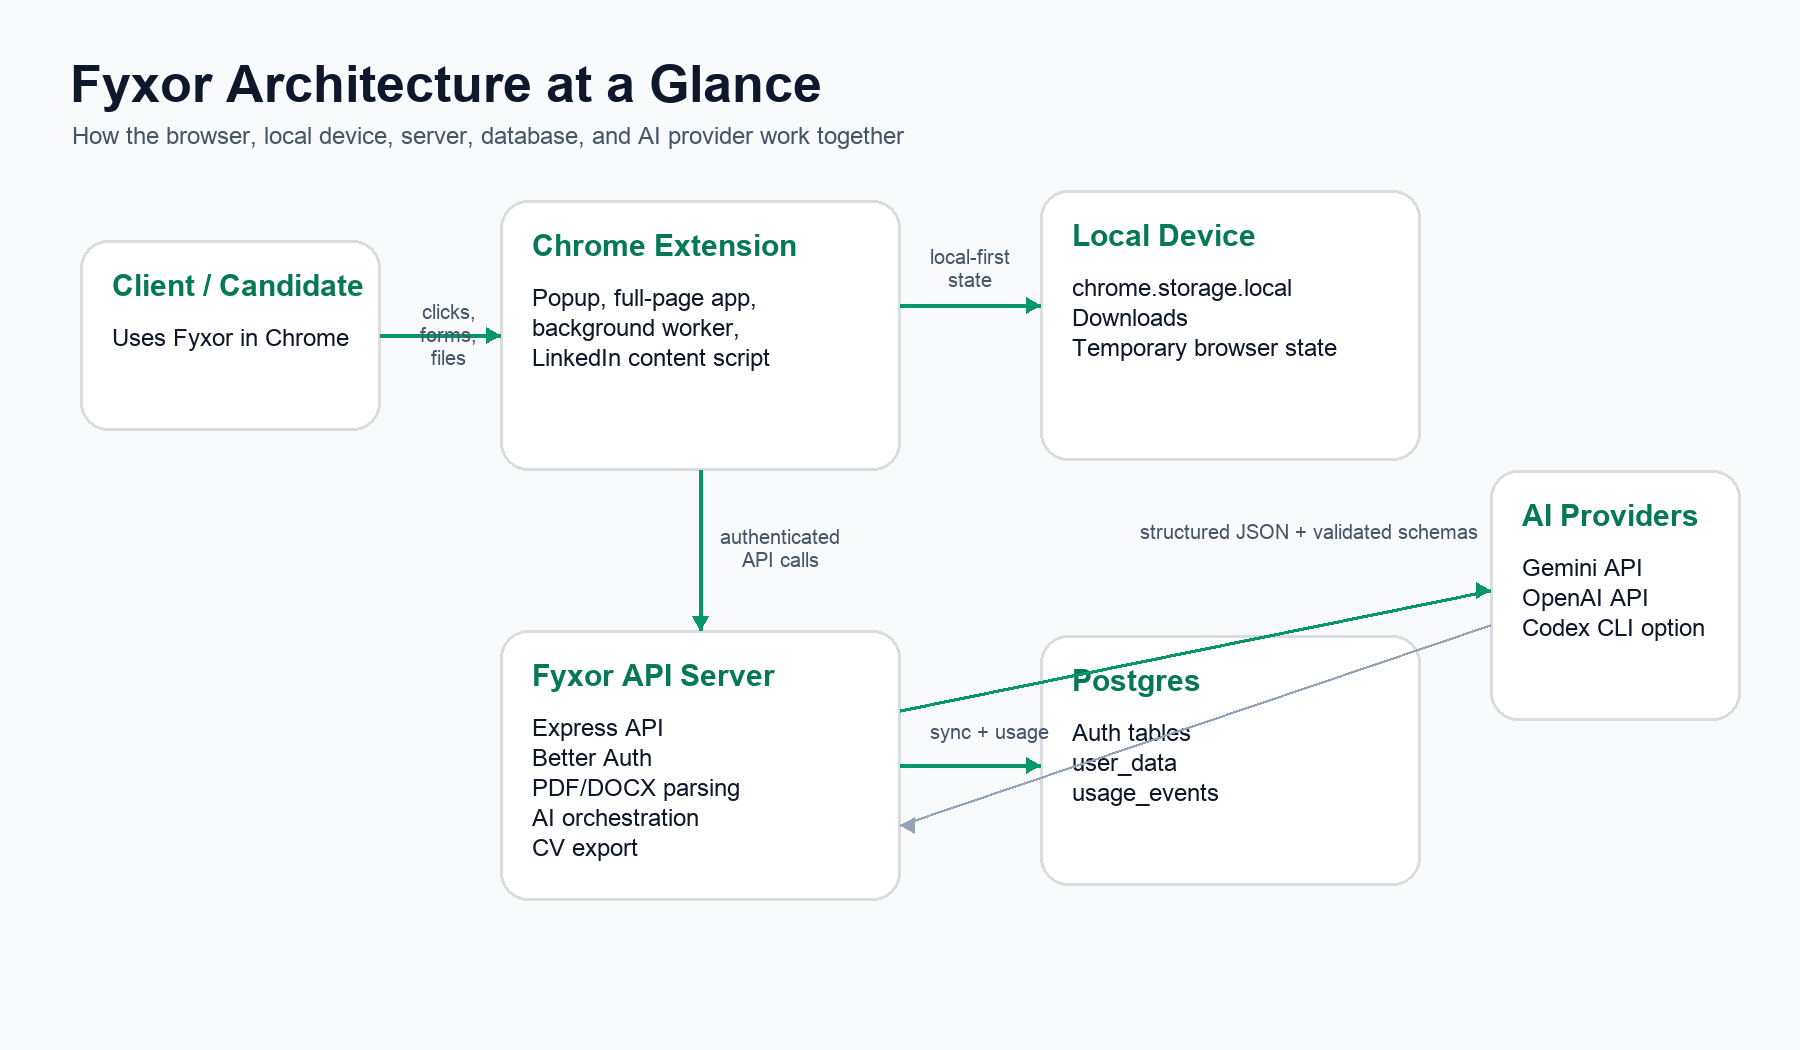 Fyxor Architecture at a Glance
How the browser, local device, server, database, and AI provider work together
Client / Candidate
Uses Fyxor in Chrome
clicks,
forms,
files
Chrome Extension
Popup, full-page app,
background worker,
LinkedIn content script
local-first
state
Local Device
chrome.storage.local
Downloads
Temporary browser state
authenticated
API calls
structured JSON + validated schemas
AI Providers
Gemini API
OpenAI API
Codex CLI option
Fyxor API Server
Express API
Better Auth
PDF/DOCX parsing
AI orchestration
CV export
sync + usage
Postgres
Auth tables
user_data
usage_events